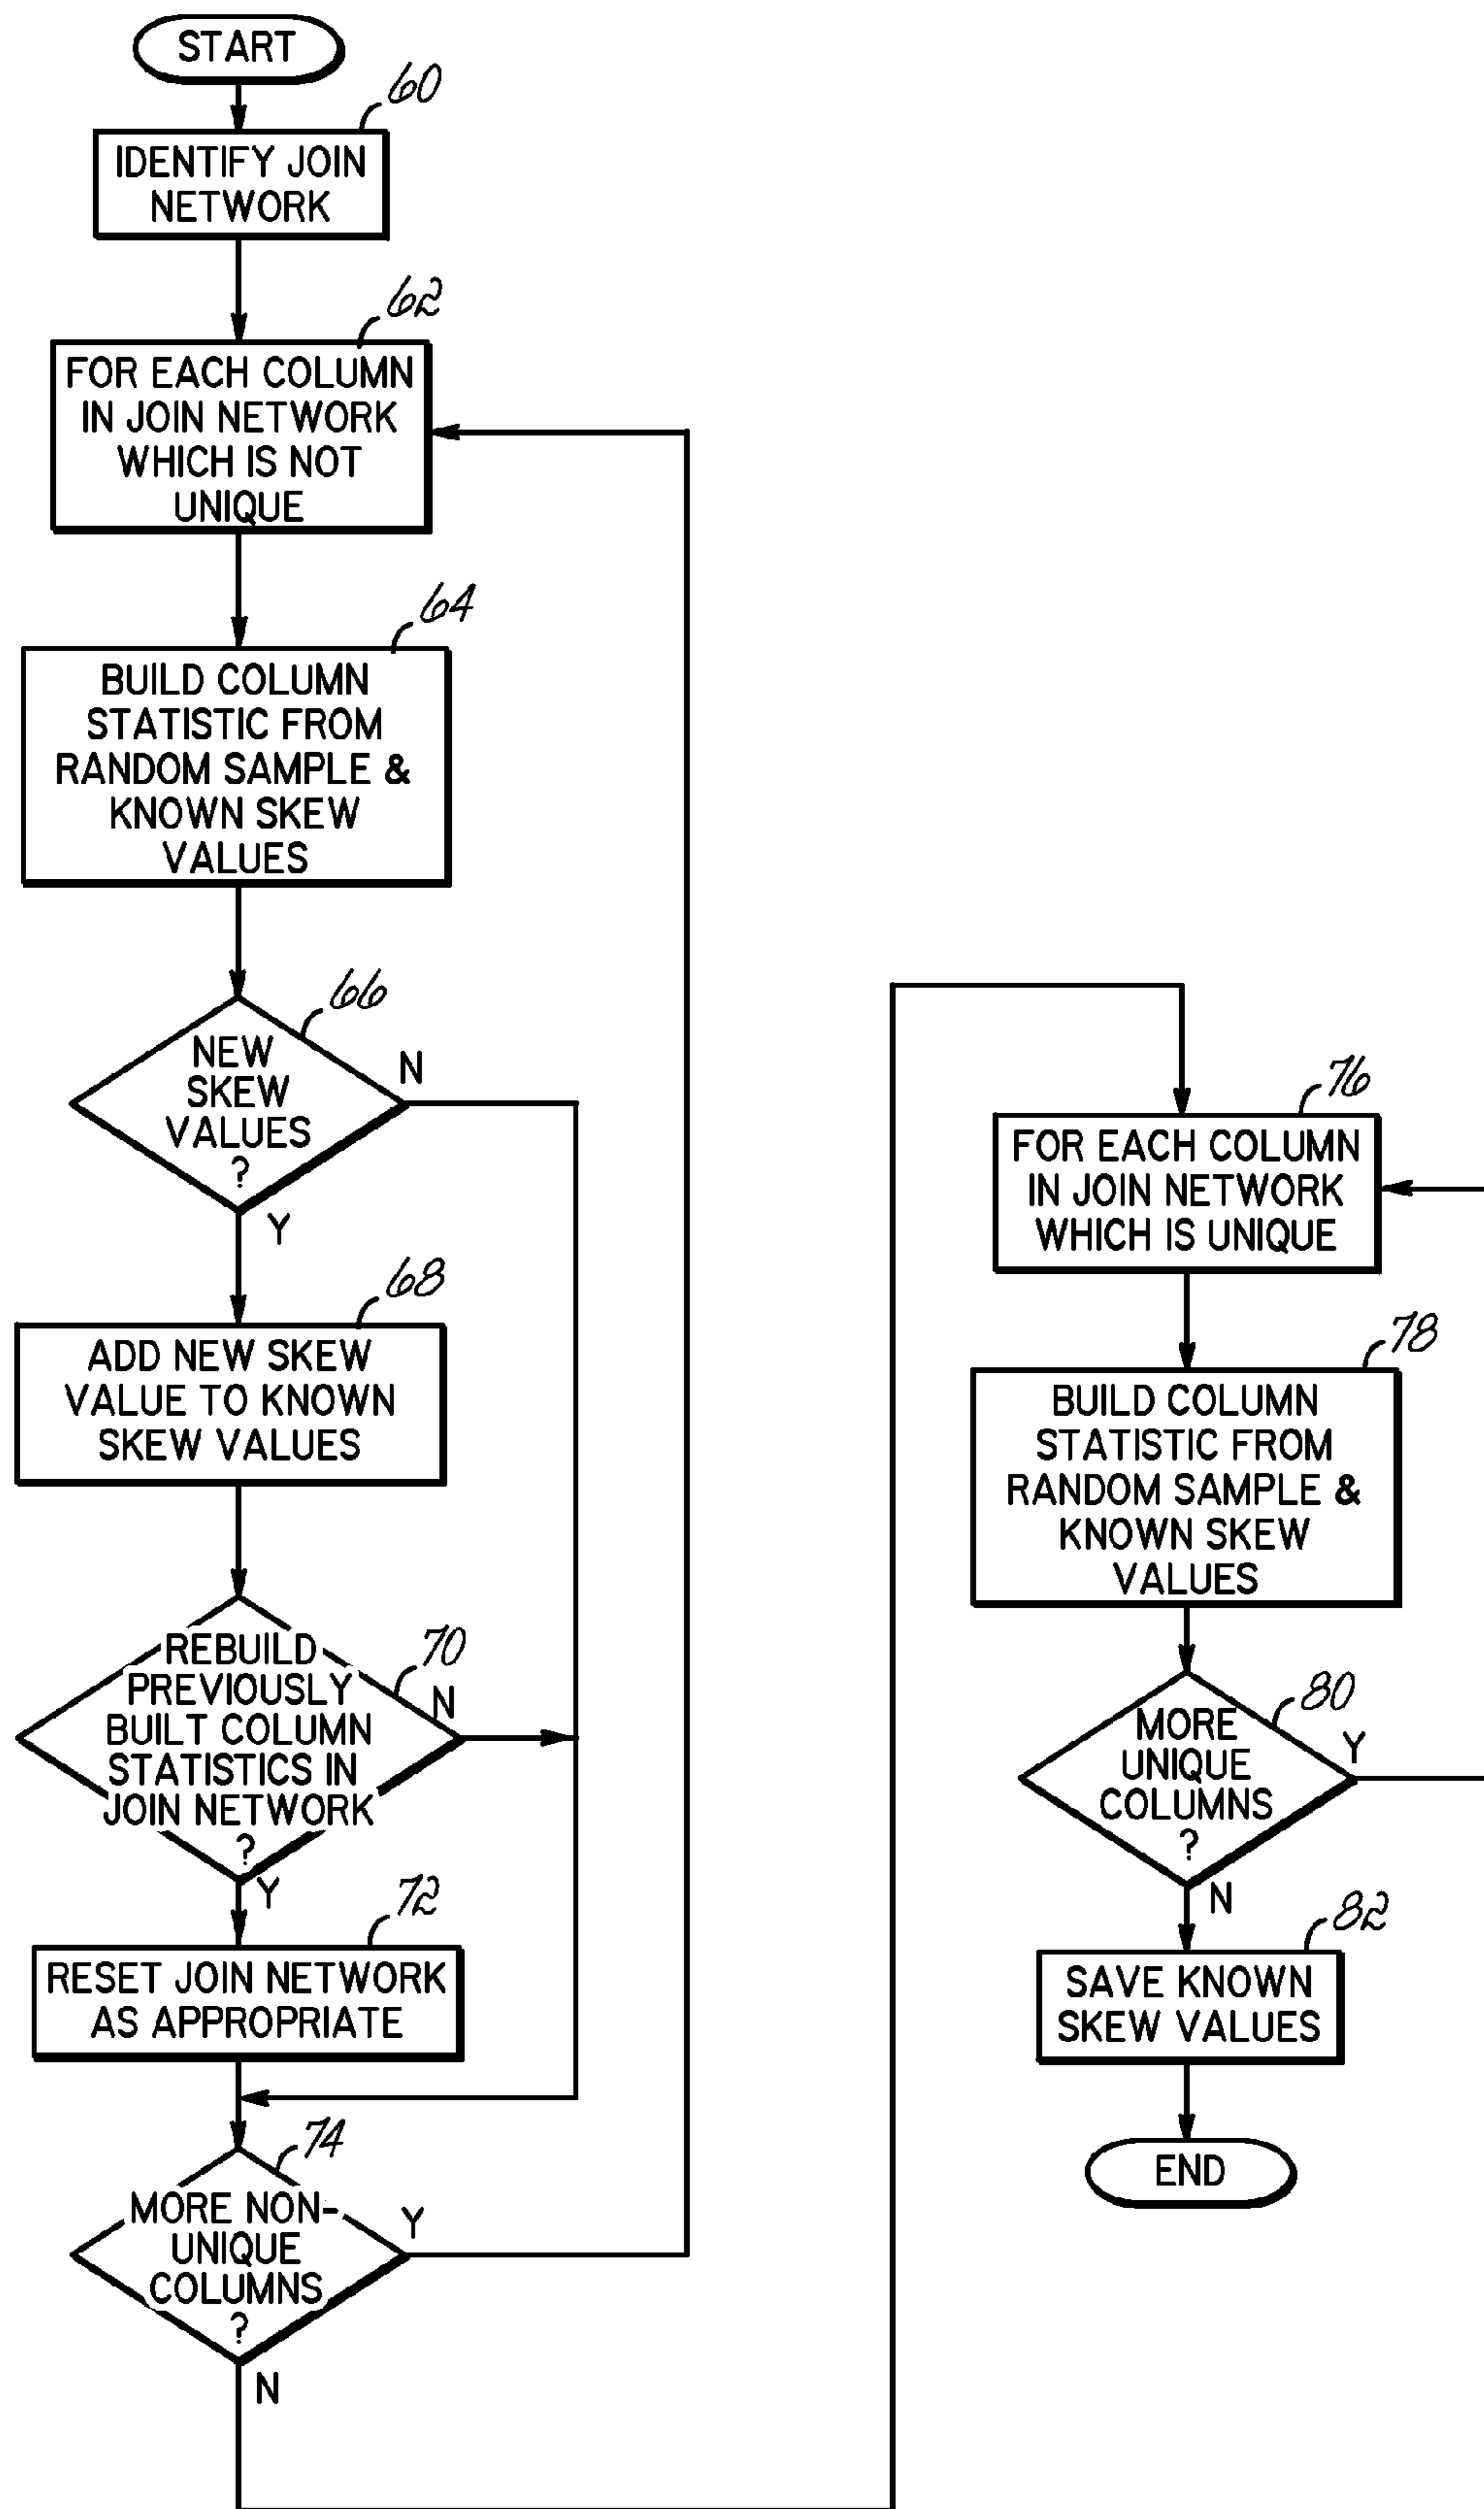 START
60
IDENTIFY JOIN
NETWORK
62
FOR EACH COLUMN
IN JOIN NETWORK
WHICH IS NOT
UNIQUE
64
BUILD COLUMN
STATISTIC FROM
RANDOM SAMPLE &
KNOWN SKEW
VALUES
66
NEW
SKEW
VALUES
?
N
Y
68
ADD NEW SKEW
VALUE TO KNOWN
SKEW VALUES
70
REBUILD
PREVIOUSLY
BUILT COLUMN
STATISTICS IN
JOIN NETWORK
?
N
Y
72
RESET JOIN NETWORK
AS APPROPRIATE
74
MORE NON-
UNIQUE
COLUMNS
?
Y
N
76
FOR EACH COLUMN
IN JOIN NETWORK
WHICH IS UNIQUE
78
BUILD COLUMN
STATISTIC FROM
RANDOM SAMPLE &
KNOWN SKEW
VALUES
80
MORE
UNIQUE
COLUMNS
?
Y
N
82
SAVE KNOWN
SKEW VALUES
END